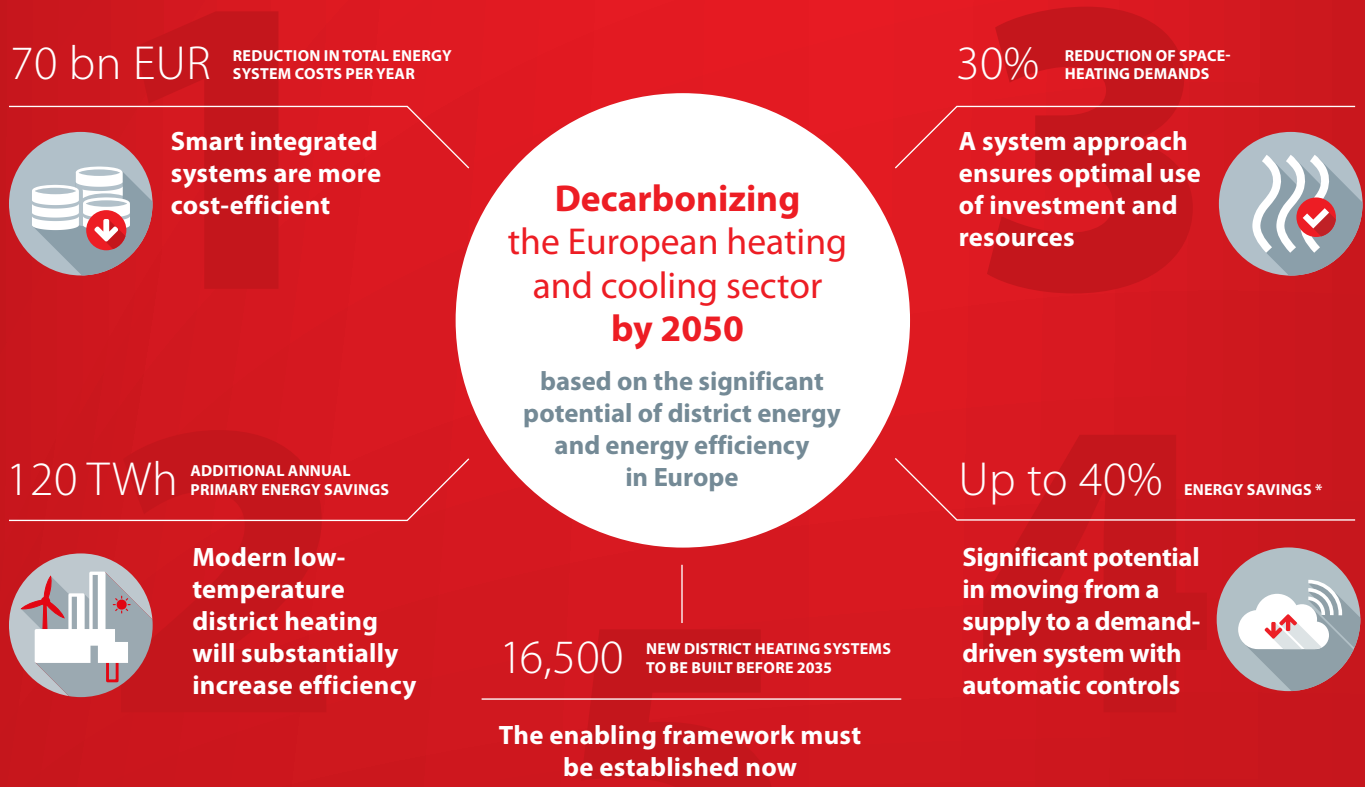 70 bn EUR
REDUCTION IN TOTAL ENERGY
SYSTEM COSTS PER YEAR
1
Smart integrated
systems are more
cost-efficient
120 TWh
ADDITIONAL ANNUAL
PRIMARY ENERGY SAVINGS
2
Modern low-
temperature
district heating
will substantially
increase efficiency
Decarbonizing
the European heating
and cooling sector
by 2050
based on the significant
potential of district energy
and energy efficiency
in Europe
30%
REDUCTION OF SPACE-
HEATING DEMANDS
3
A system approach
ensures optimal use
of investment and
resources
Up to 40%
ENERGY SAVINGS *
4
Significant potential
in moving from a
supply to a demand-
driven system with
automatic controls
16,500
NEW DISTRICT HEATING SYSTEMS
TO BE BUILT BEFORE 2035
5
The enabling framework must
be established now